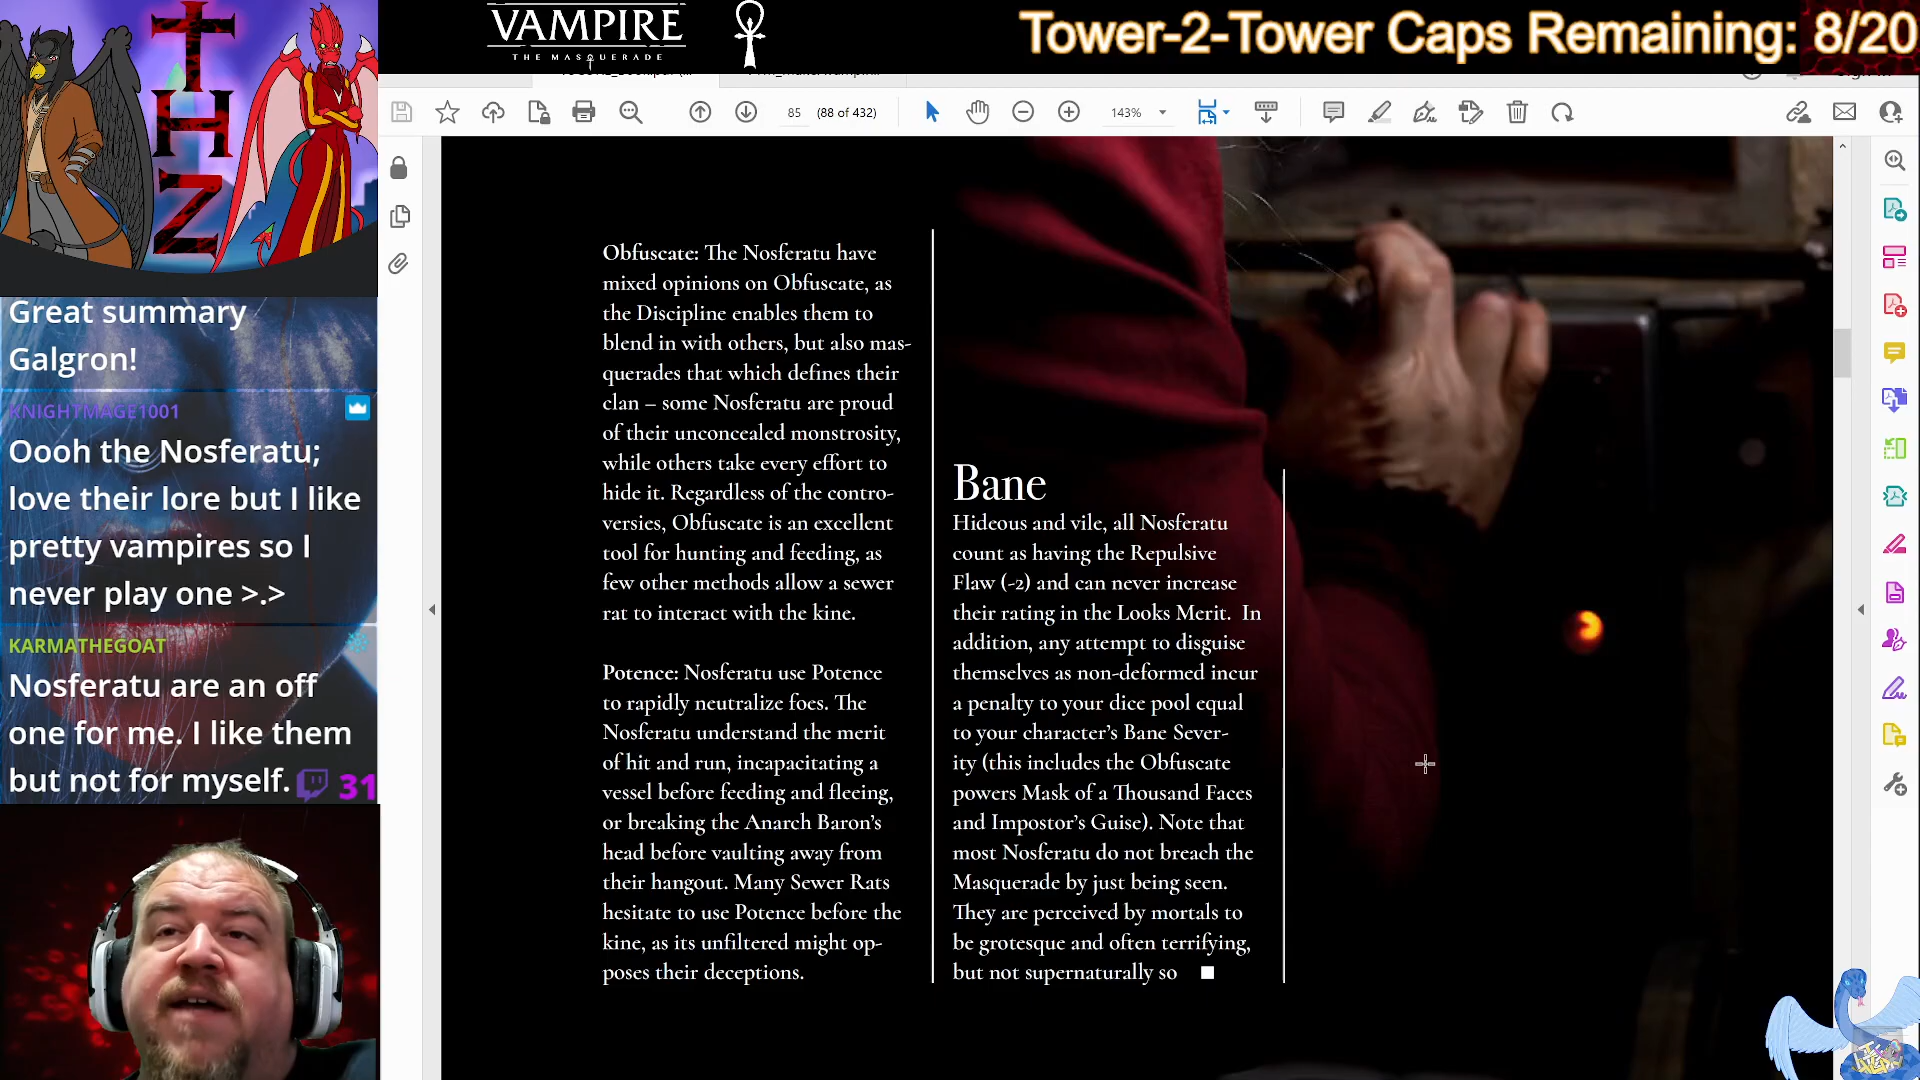 THZ
VAMPIRE
THE MASQUERADE
Tower-2-Tower Caps Remaining: 8/20
85 (88 of 432)
143%
Great summary
Galgron!
KNIGHTMAGE1001
Oooh the Nosferatu;
love their lore but I like
pretty vampires so I
never play one >.>
KARMATHEGOAT
Nosferatu are an off
one for me. I like them
but not for myself.
31
Obfuscate: The Nosferatu have
mixed opinions on Obfuscate, as
the Discipline enables them to
blend in with others, but also mas-
querades that which defines their
clan – some Nosferatu are proud
of their unconcealed monstrosity,
while others take every effort to
hide it. Regardless of the contro-
versies, Obfuscate is an excellent
tool for hunting and feeding, as
few other methods allow a sewer
rat to interact with the kine.
Potence: Nosferatu use Potence
to rapidly neutralize foes. The
Nosferatu understand the merit
of hit and run, incapacitating a
vessel before feeding and fleeing,
or breaking the Anarch Baron's
head before vaulting away from
their hangout. Many Sewer Rats
hesitate to use Potence before the
kine, as its unfiltered might op-
poses their deceptions.
Bane
Hideous and vile, all Nosferatu
count as having the Repulsive
Flaw (-2) and can never increase
their rating in the Looks Merit. In
addition, any attempt to disguise
themselves as non-deformed incur
a penalty to your dice pool equal
to your character's Bane Sever-
ity (this includes the Obfuscate
powers Mask of a Thousand Faces
and Impostor's Guise). Note that
most Nosferatu do not breach the
Masquerade by just being seen.
They are perceived by mortals to
be grotesque and often terrifying,
but not supernaturally so